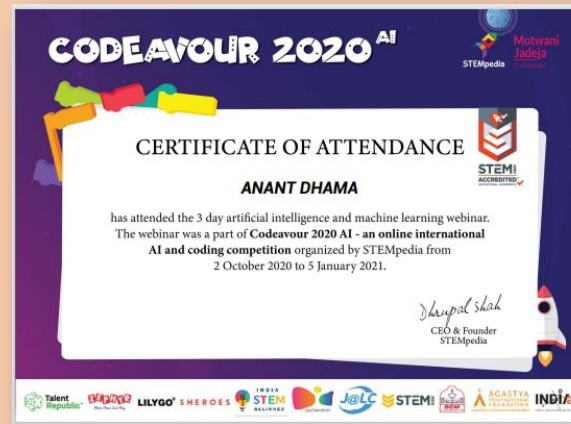 CODEAVOUR 2020 AI
STEMpedia
Motwani
Jadeja
Foundation
CERTIFICATE OF ATTENDANCE
STEM
ACCREDITED
ANANT DHAMA
has attended the 3 day artificial intelligence and machine learning webinar.
The webinar was a part of Codeavour 2020 AI - an online international
AI and coding competition organized by STEMpedia from
2 October 2020 to 5 January 2021.
Dhrupal Shah
CEO & Founder
STEMpedia
Talent
Republic
ZEPHYR
LILYGO
SHEROES
INDIA
STEM
ALLIANCE
J@LC
STEM
BCM
AGASTYA
INTERNATIONAL
FOUNDATION
INDIA